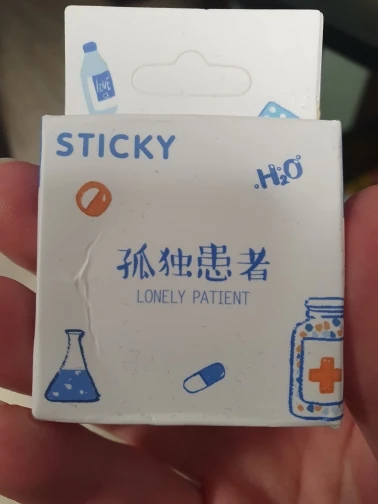 STICKY
H₂O
孤独患者
LONELY PATIENT